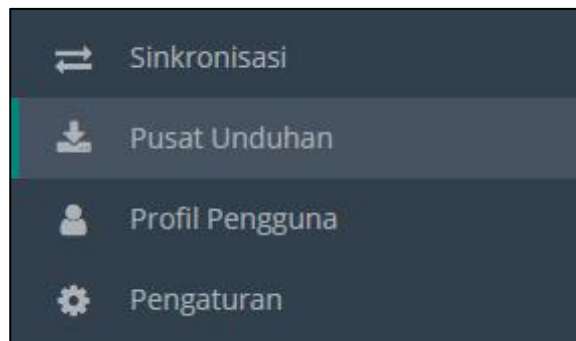 Sinkronisasi
Pusat Unduhan
Profil Pengguna
Pengaturan